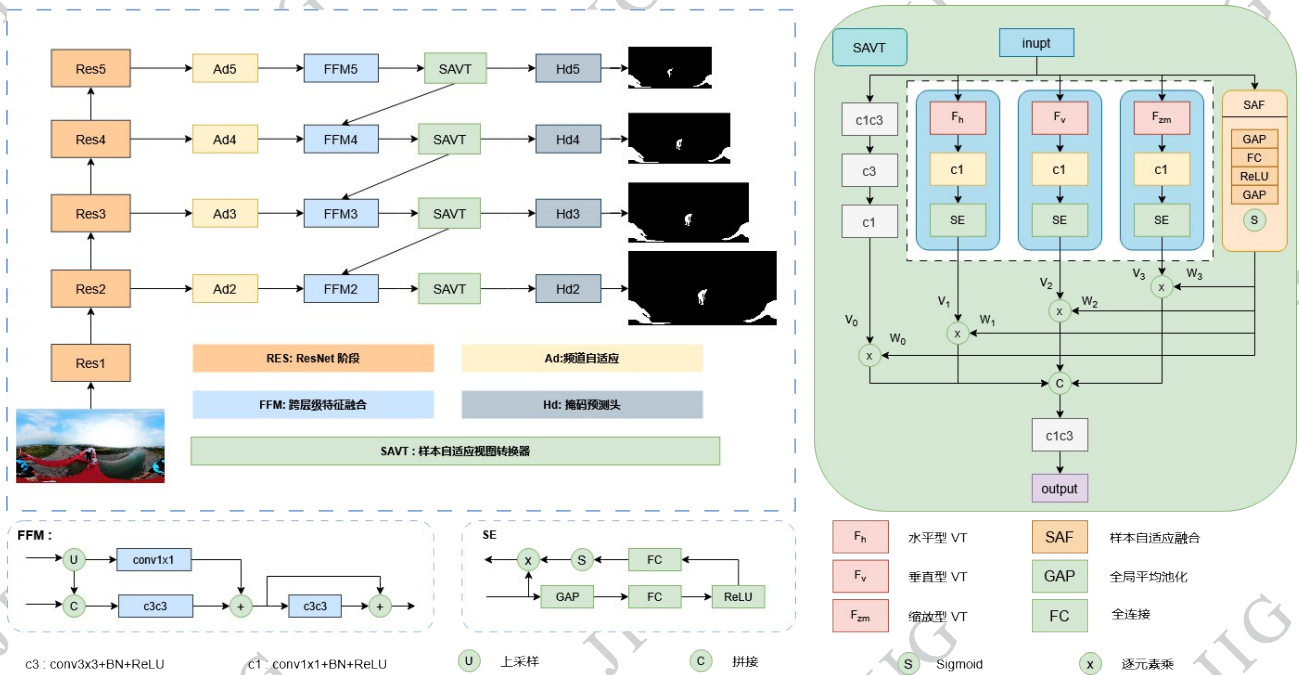 Res5
Ad5
FFM5
SAVT
Hd5
Res4
Ad4
FFM4
SAVT
Hd4
Res3
Ad3
FFM3
SAVT
Hd3
Res2
Ad2
FFM2
SAVT
Hd2
Res1
RES: ResNet 阶段
Ad:频道自适应
FFM: 跨层级特征融合
Hd: 掩码预测头
SAVT : 样本自适应视图转换器
SAVT
inupt
c1c3
c3
c1
Fh
c1
SE
Fv
c1
SE
Fzm
c1
SE
SAF
GAP
FC
ReLU
GAP
S
V0
V1
V2
V3
W3
x
W2
x
W1
x
W0
x
C
c1c3
output
FFM :
U
conv1x1
C
c3c3
+
c3c3
+
SE
x
S
FC
GAP
FC
ReLU
Fh 水平型 VT
SAF 样本自适应融合
Fv 垂直型 VT
GAP 全局平均池化
Fzm 缩放型 VT
FC 全连接
c3 : conv3x3+BN+ReLU
c1 : conv1x1+BN+ReLU
U 上采样
C 拼接
S Sigmoid
x 逐元素乘
JIG